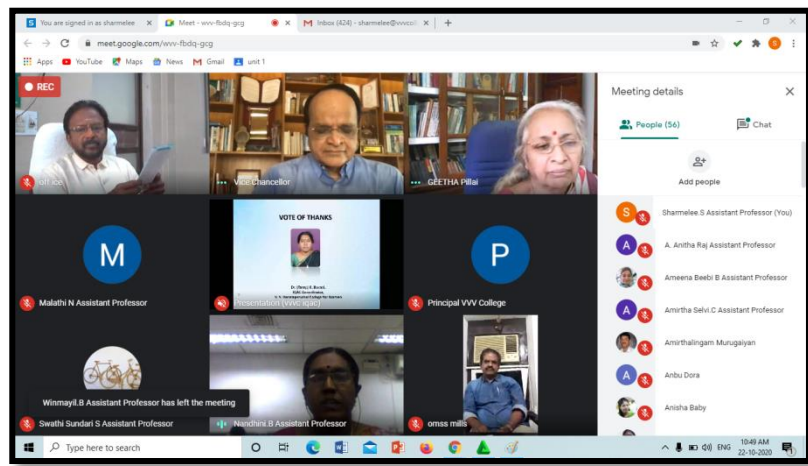 You are signed in as sharmelee
Meet - wvv-fbdq-gcg
Inbox (424) - sharmelee@vvvcoll
meet.google.com/wvv-fbdq-gcg
Apps
YouTube
Maps
News
Gmail
unit 1
REC
office
Vice Chancellor
GEETHA Pillai
M
Malathi N Assistant Professor
VOTE OF THANKS
Presentation (vvvc iqac)
P
Principal VVV College
Winmayil.B Assistant Professor has left the meeting
Swathi Sundari S Assistant Professor
Nandhini.B Assistant Professor
omss mills
Meeting details
People (56)
Chat
Add people
S
Sharmelee.S Assistant Professor (You)
A
A. Anitha Raj Assistant Professor
Ameena Beebi B Assistant Professor
A
Amirtha Selvi.C Assistant Professor
Amirthalingam Murugaiyan
A
Anbu Dora
Anisha Baby
Type here to search
ENG
10:49 AM
22-10-2020